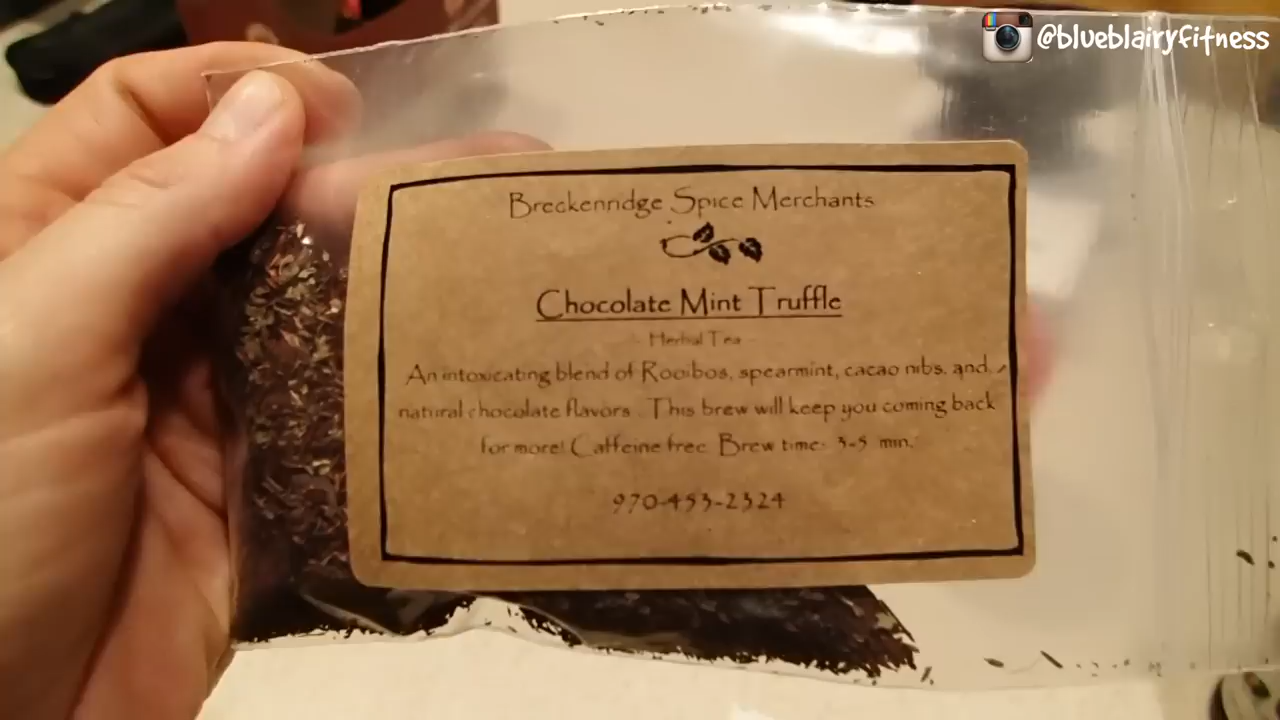 @blueblairyfitness
Breckenridge Spice Merchants
Chocolate Mint Truffle
- Herbal Tea -
An intoxicating blend of Rooibos, spearmint, cacao nibs, and
natural chocolate flavors. This brew will keep you coming back
for more! Caffeine free. Brew time: 3-5 min.
970-453-2324